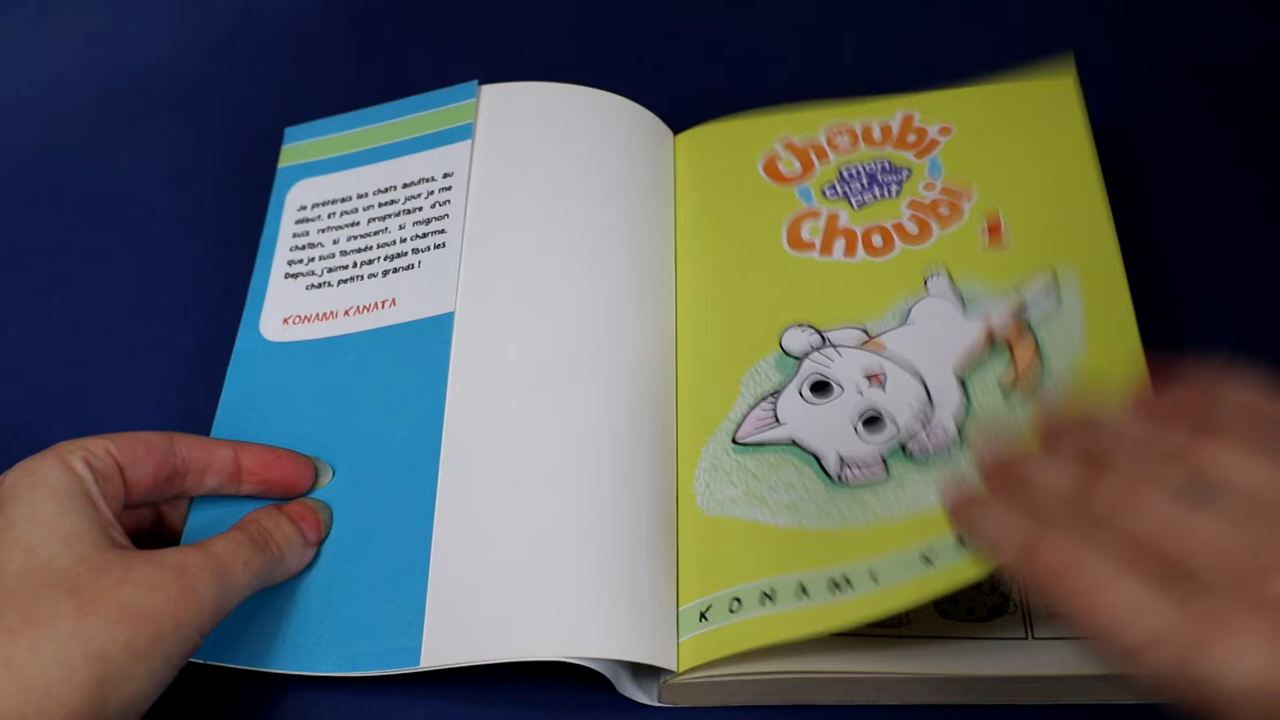 Je préférais les chats adultes, au
début. Et puis un beau jour je me
suis retrouvée propriétaire d'un
chaton, si innocent, si mignon
que je suis tombée sous le charme.
Depuis, j'aime à part égale tous les
chats, petits ou grands !
KONAMI KANATA
Choubi
mon
chat tout
petit
Choubi
1
KONAMI K